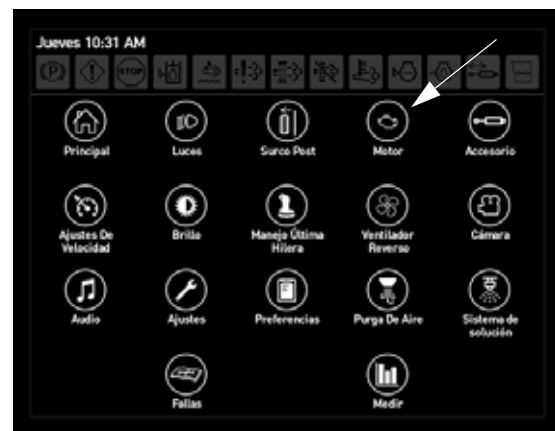 Jueves 10:31 AM
(P) STOP
Principal Luces Surco Post Motor Accesorio
Ajustes De Velocidad Brillo Manejo Última Hilera Ventilador Reverso Cámara
Audio Ajustes Preferencias Purga De Aire Sistema de solución
Fallas Medir